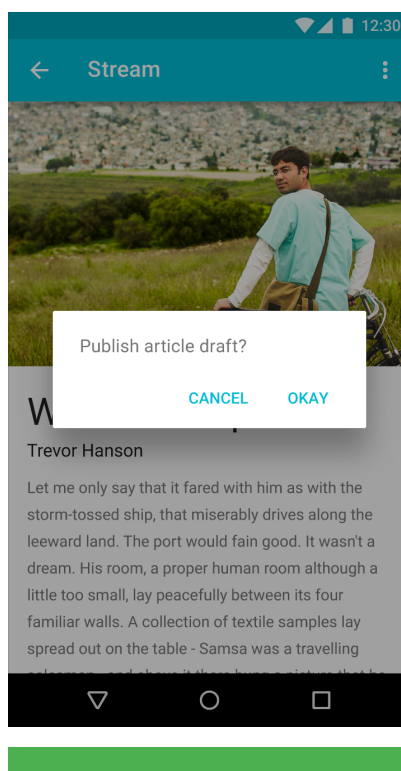 12:30
Stream
Publish article draft?
CANCEL OKAY
W
Trevor Hanson
Let me only say that it fared with him as with the
storm-tossed ship, that miserably drives along the
leeward land. The port would fain good. It wasn't a
dream. His room, a proper human room although a
little too small, lay peacefully between its four
familiar walls. A collection of textile samples lay
spread out on the table - Samsa was a travelling